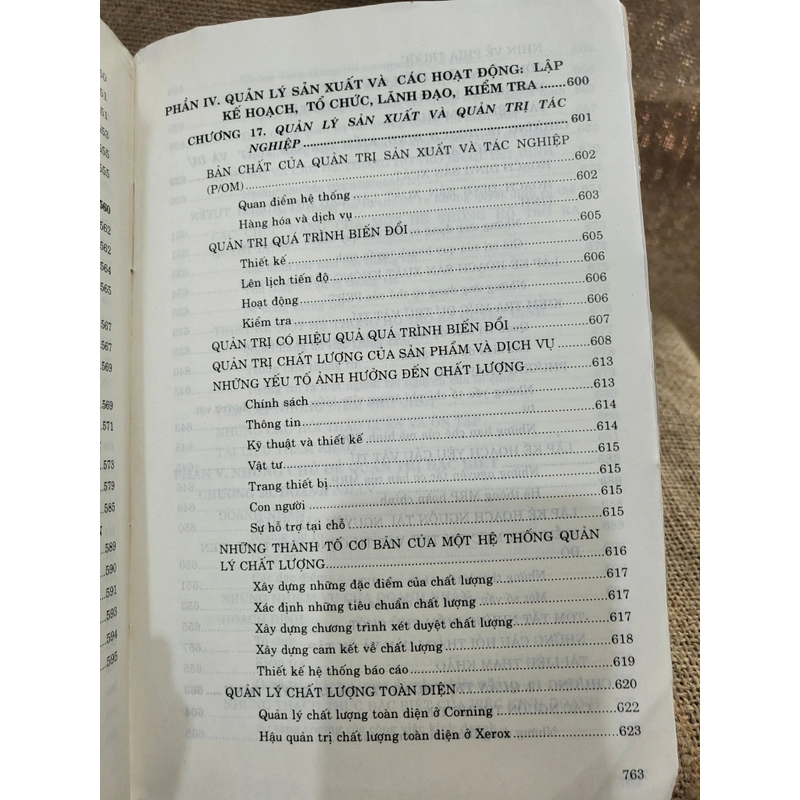 PHẦN IV. QUẢN LÝ SẢN XUẤT VÀ CÁC HOẠT ĐỘNG: LẬP
KẾ HOẠCH, TỔ CHỨC, LÃNH ĐẠO, KIỂM TRA.......600
CHƯƠNG 17. QUẢN LÝ SẢN XUẤT VÀ QUẢN TRỊ TÁC
NGHIỆP.......601
BẢN CHẤT CỦA QUẢN TRỊ SẢN XUẤT VÀ TÁC NGHIỆP
(P/OM).......602
Quan điểm hệ thống.......602
Hàng hóa và dịch vụ.......603
QUẢN TRỊ QUÁ TRÌNH BIẾN ĐỔI.......605
Thiết kế.......605
Lên lịch tiến độ.......606
Hoạt động.......606
Kiểm tra.......606
QUẢN TRỊ CÓ HIỆU QUẢ QUÁ TRÌNH BIẾN ĐỔI.......607
QUẢN TRỊ CHẤT LƯỢNG CỦA SẢN PHẨM VÀ DỊCH VỤ.......608
NHỮNG YẾU TỐ ẢNH HƯỞNG ĐẾN CHẤT LƯỢNG.......613
Chính sách.......613
Thông tin.......614
Kỹ thuật và thiết kế.......614
Vật tư.......615
Trang thiết bị.......615
Con người.......615
Sự hỗ trợ tại chỗ.......615
NHỮNG THÀNH TỐ CƠ BẢN CỦA MỘT HỆ THỐNG QUẢN
LÝ CHẤT LƯỢNG.......616
Xây dựng những đặc điểm của chất lượng.......617
Xác định những tiêu chuẩn chất lượng.......617
Xây dựng chương trình xét duyệt chất lượng.......617
Xây dựng cam kết về chất lượng.......618
Thiết kế hệ thống báo cáo.......619
QUẢN LÝ CHẤT LƯỢNG TOÀN DIỆN.......620
Quản lý chất lượng toàn diện ở Corning.......622
Hậu quản trị chất lượng toàn diện ở Xerox.......623
763